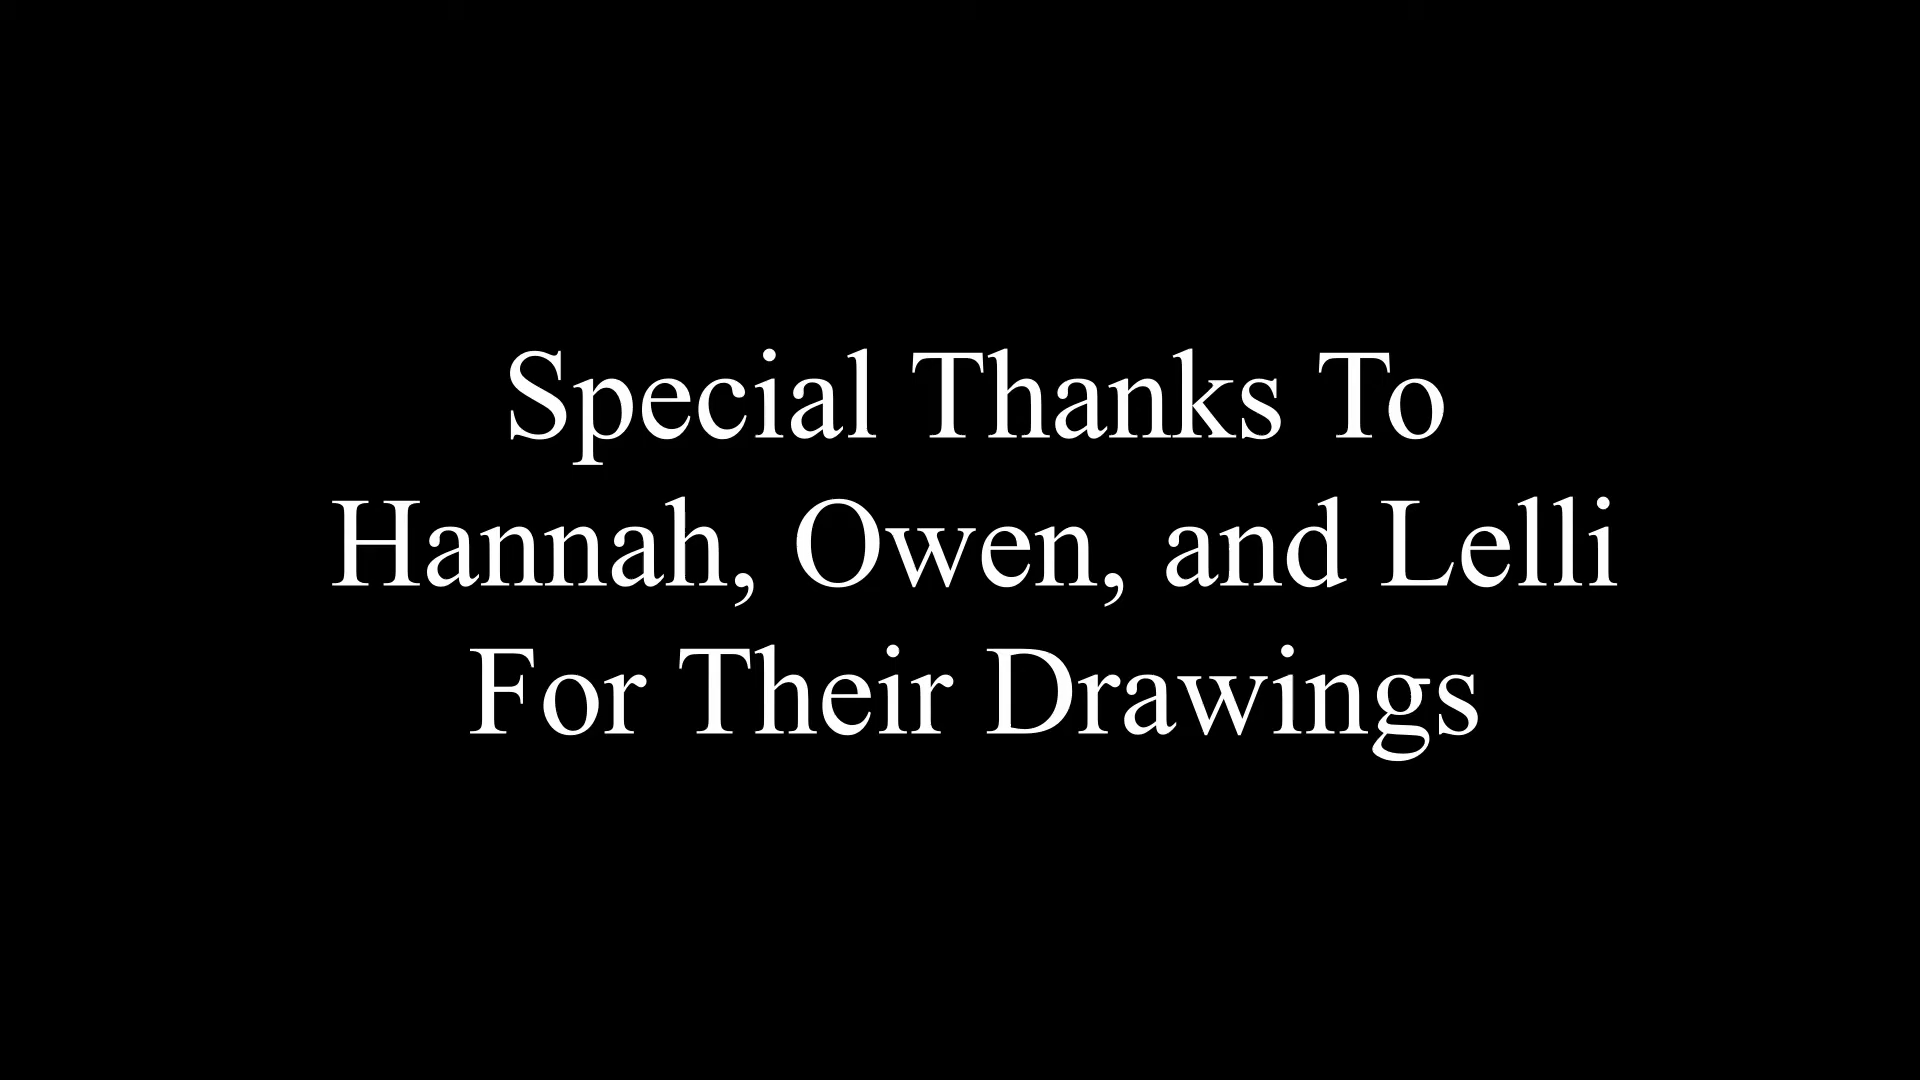 Special Thanks To
Hannah, Owen, and Lelli
For Their Drawings